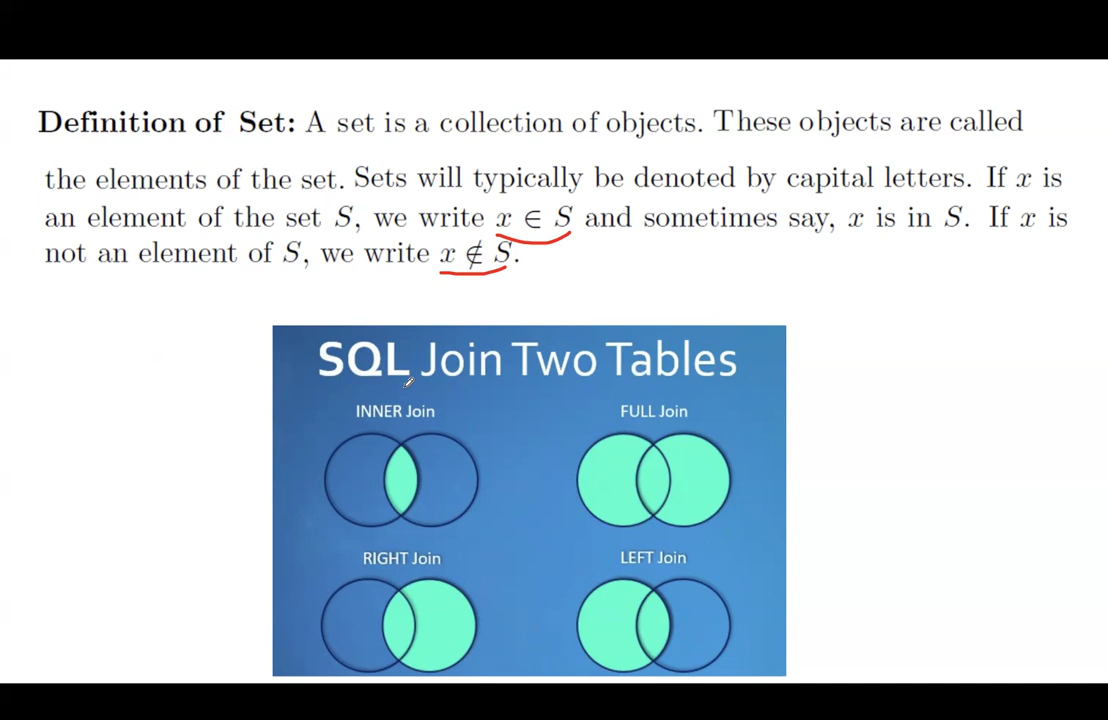 Definition of Set: A set is a collection of objects. These objects are called
the elements of the set. Sets will typically be denoted by capital letters. If x is
an element of the set S, we write x ∈ S and sometimes say, x is in S. If x is
not an element of S, we write x ∉ S.
SQL Join Two Tables
INNER Join
FULL Join
RIGHT Join
LEFT Join